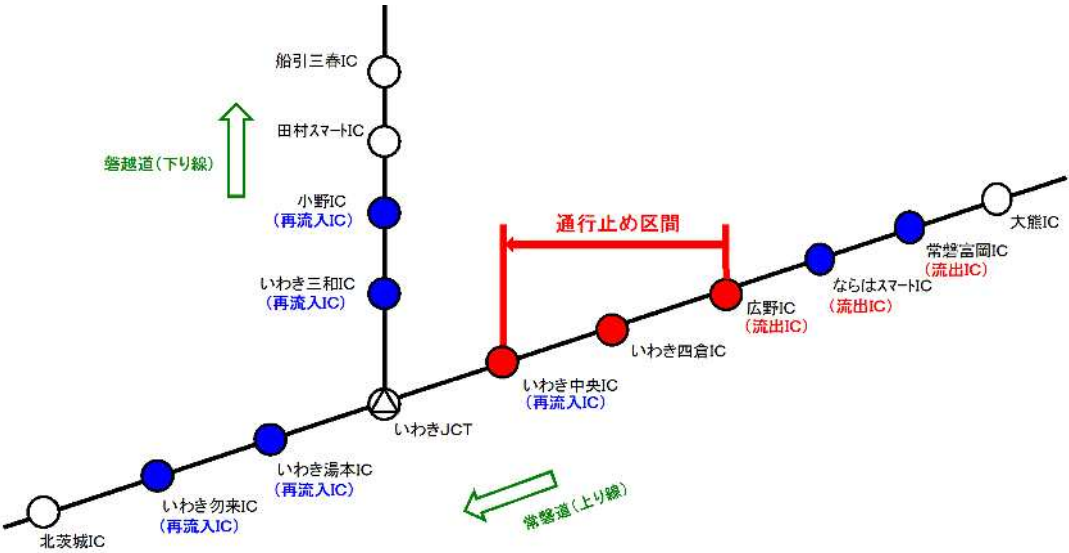 船引三春IC
田村スマートIC
磐越道(下り線)
小野IC
(再流入IC)
いわき三和IC
(再流入IC)
通行止め区間
大熊IC
常磐富岡IC
(流出IC)
ならはスマートIC
(流出IC)
広野IC
(流出IC)
いわき四倉IC
いわき中央IC
(再流入IC)
いわきJCT
いわき湯本IC
(再流入IC)
いわき勿来IC
(再流入IC)
北茨城IC
常磐道(上り線)